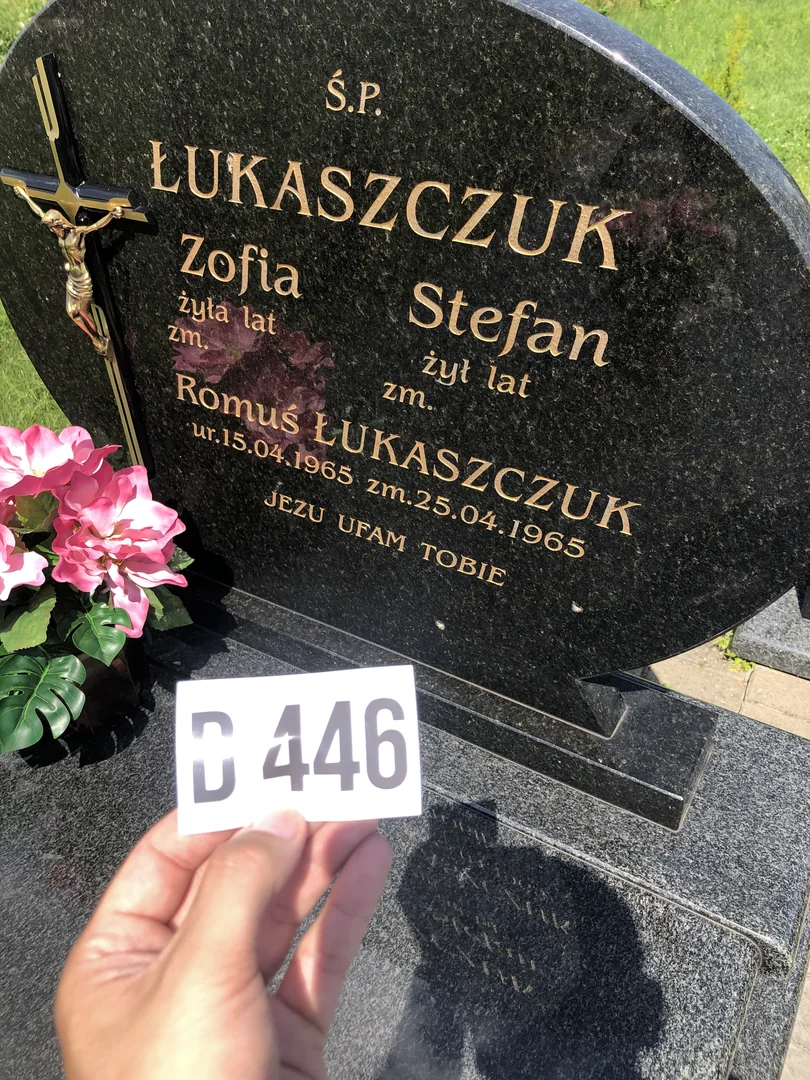 Ś.P.
ŁUKASZCZUK
Zofia
żyła lat
zm.
Stefan
żył lat
zm.
Romuś ŁUKASZCZUK
ur.15.04.1965 zm.25.04.1965
JEZU UFAM TOBIE
D 446